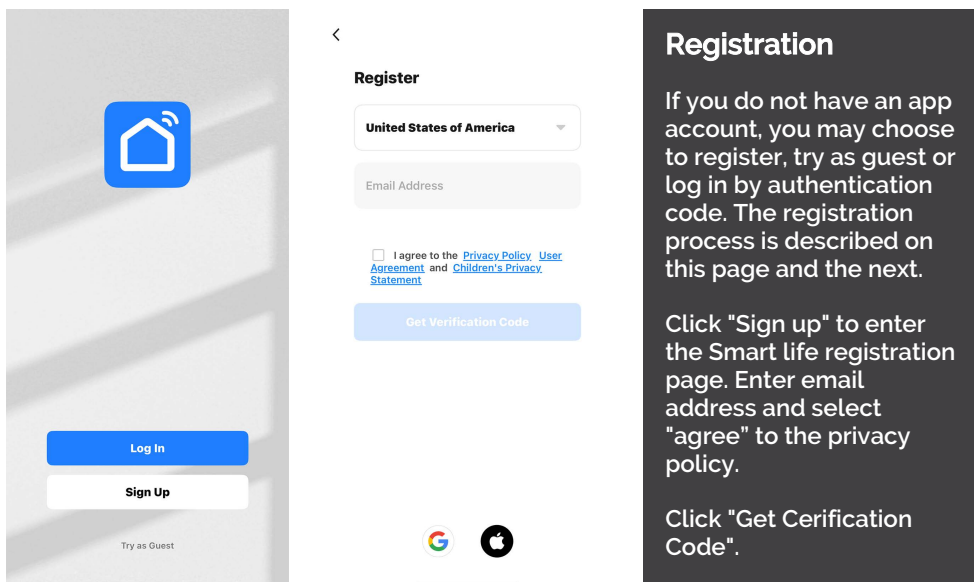 Log In
Sign Up
Try as Guest
Register
United States of America
Email Address
I agree to the Privacy Policy User
Agreement and Children's Privacy
Statement
Get Verification Code
Registration
If you do not have an app
account, you may choose
to register, try as guest or
log in by authentication
code. The registration
process is described on
this page and the next.
Click "Sign up" to enter
the Smart life registration
page. Enter email
address and select
"agree” to the privacy
policy.
Click "Get Cerification
Code".